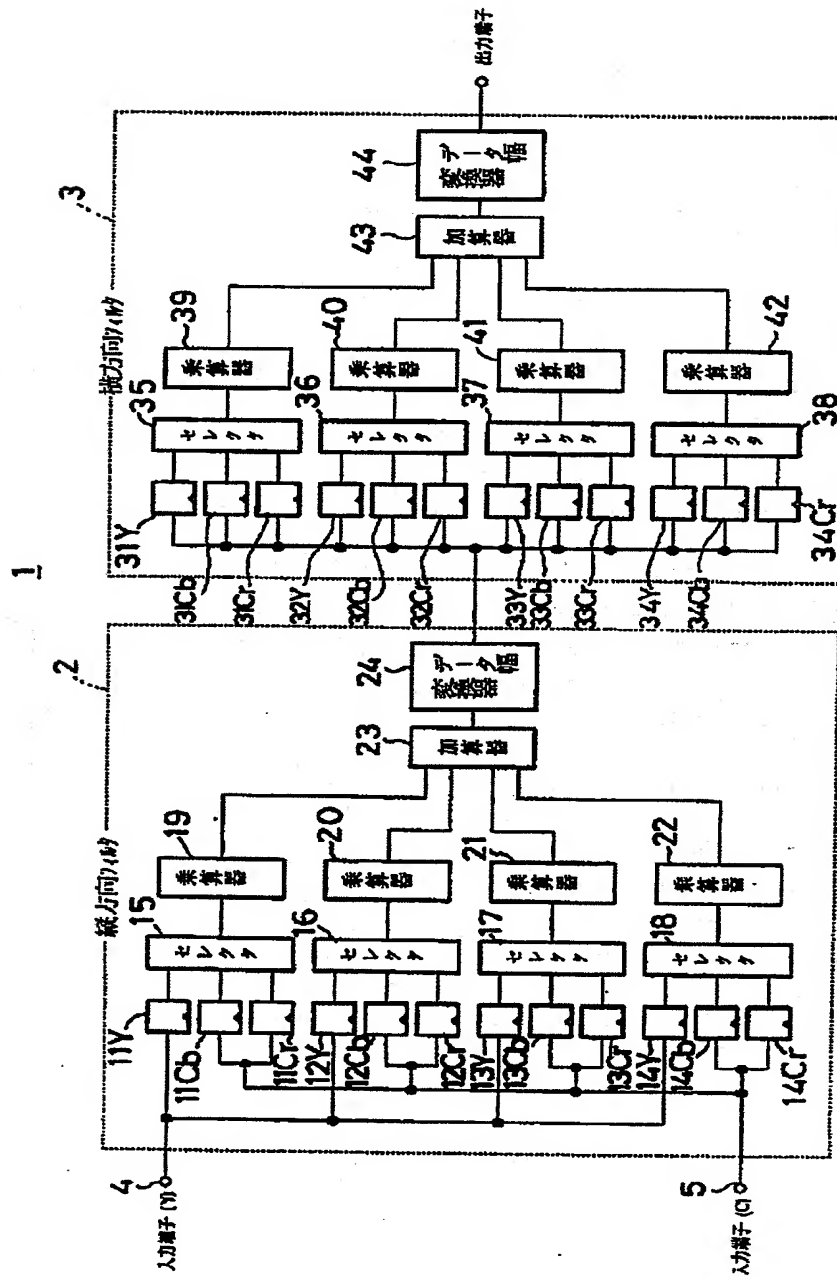 1
2
縦方向フィルタ
4
入力端子 (Y)
5
入力端子 (C)
11Y
11Cb
11Cr
12Y
12Cb
12Cr
13Y
13Cb
13Cr
14Y
14Cb
14Cr
15
セレクタ
16
セレクタ
17
セレクタ
18
セレクタ
19
乗算器
20
乗算器
21
乗算器
22
乗算器
23
加算器
24
データ幅
変換器
3
横方向フィルタ
31Y
31Cb
31Cr
32Y
32Cb
32Cr
33Y
33Cb
33Cr
34Y
34Cb
34Cr
35
セレクタ
36
セレクタ
37
セレクタ
38
セレクタ
39
乗算器
40
乗算器
41
乗算器
42
乗算器
43
加算器
44
データ幅
変換器
出力端子